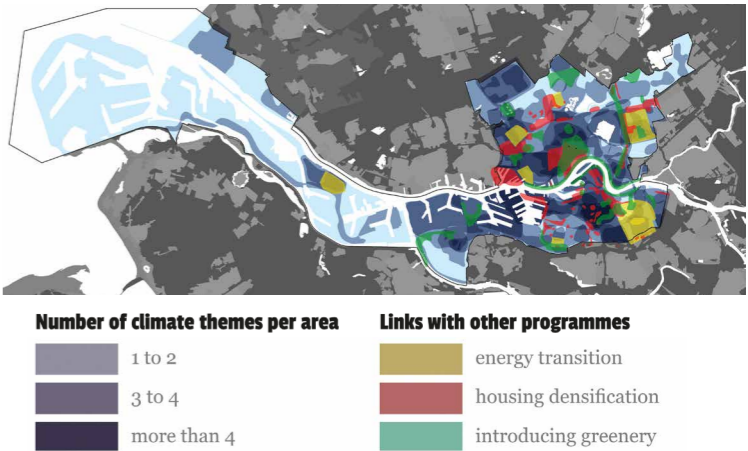 Number of climate themes per area
1 to 2
3 to 4
more than 4
Links with other programmes
energy transition
housing densification
introducing greenery